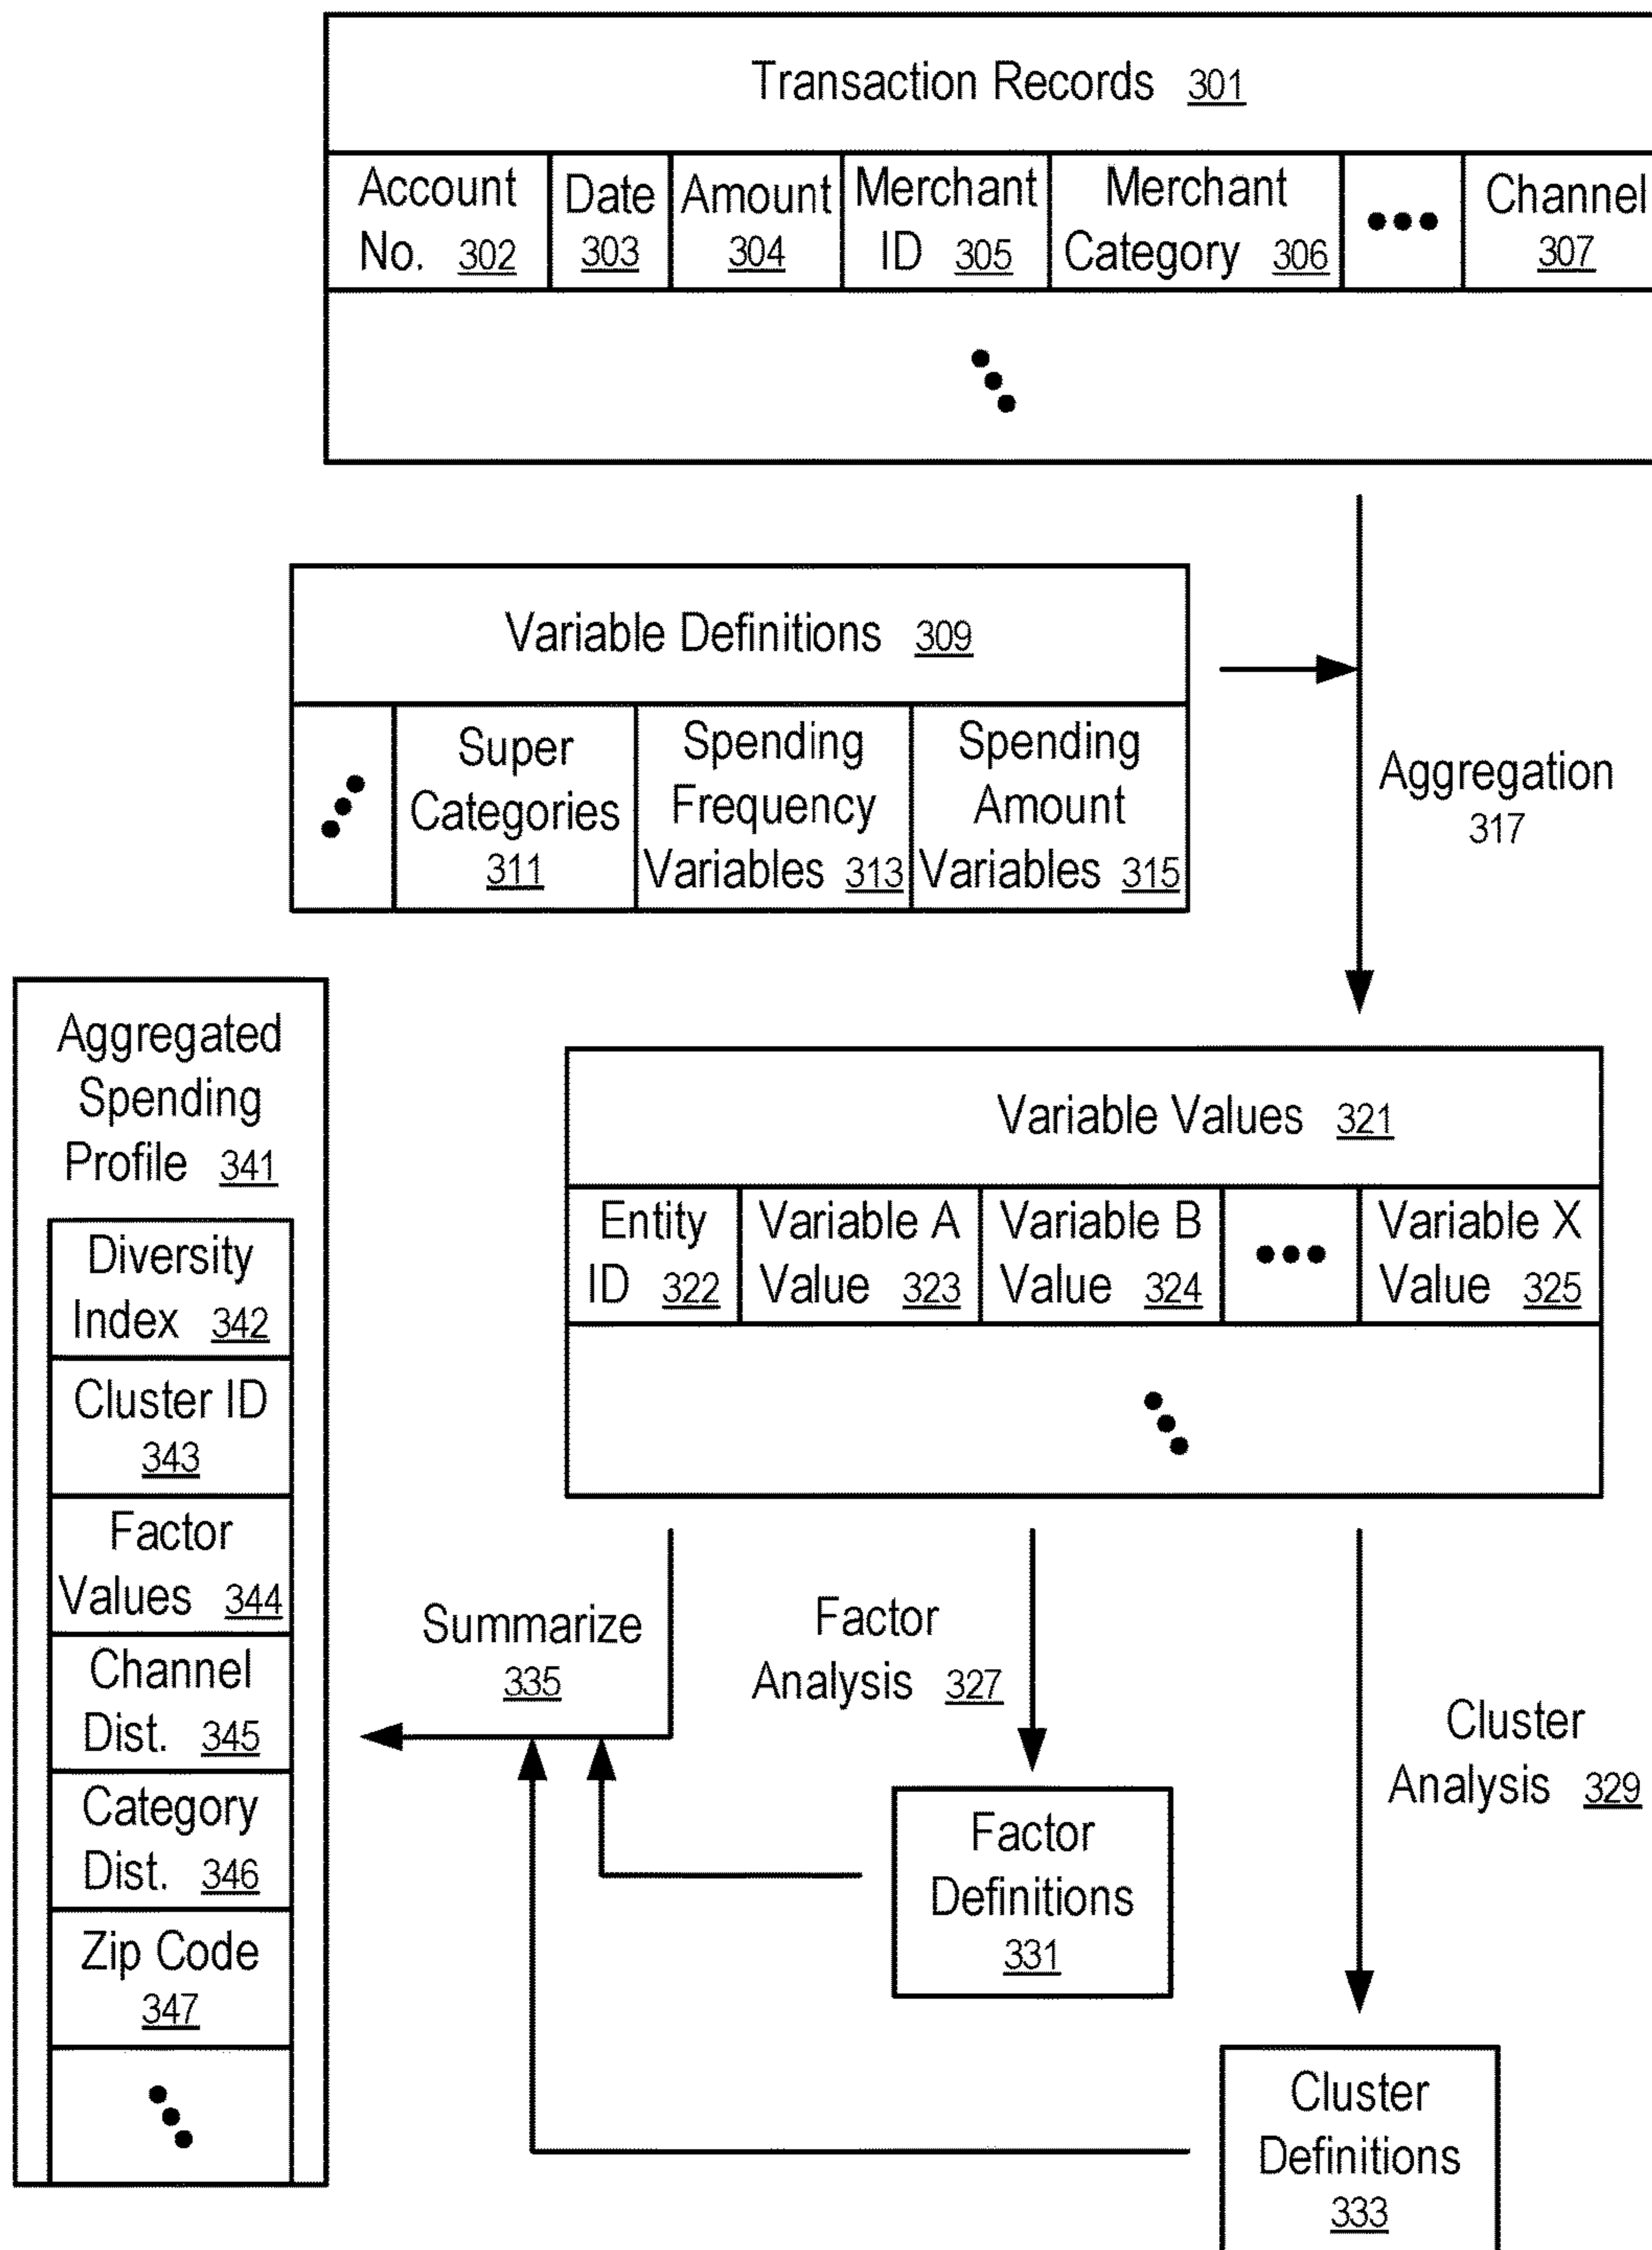 Transaction Records 301
Account
No. 302
Date
303
Amount
304
Merchant
ID 305
Merchant
Category 306
Channel
307
Variable Definitions 309
Super
Categories
311
Spending
Frequency
Variables 313
Spending
Amount
Variables 315
Aggregation
317
Aggregated
Spending
Profile 341
Diversity
Index 342
Cluster ID
343
Factor
Values 344
Channel
Dist. 345
Category
Dist. 346
Zip Code
347
Variable Values 321
Entity
ID 322
Variable A
Value 323
Variable B
Value 324
Variable X
Value 325
Summarize
335
Factor
Analysis 327
Cluster
Analysis 329
Factor
Definitions
331
Cluster
Definitions
333